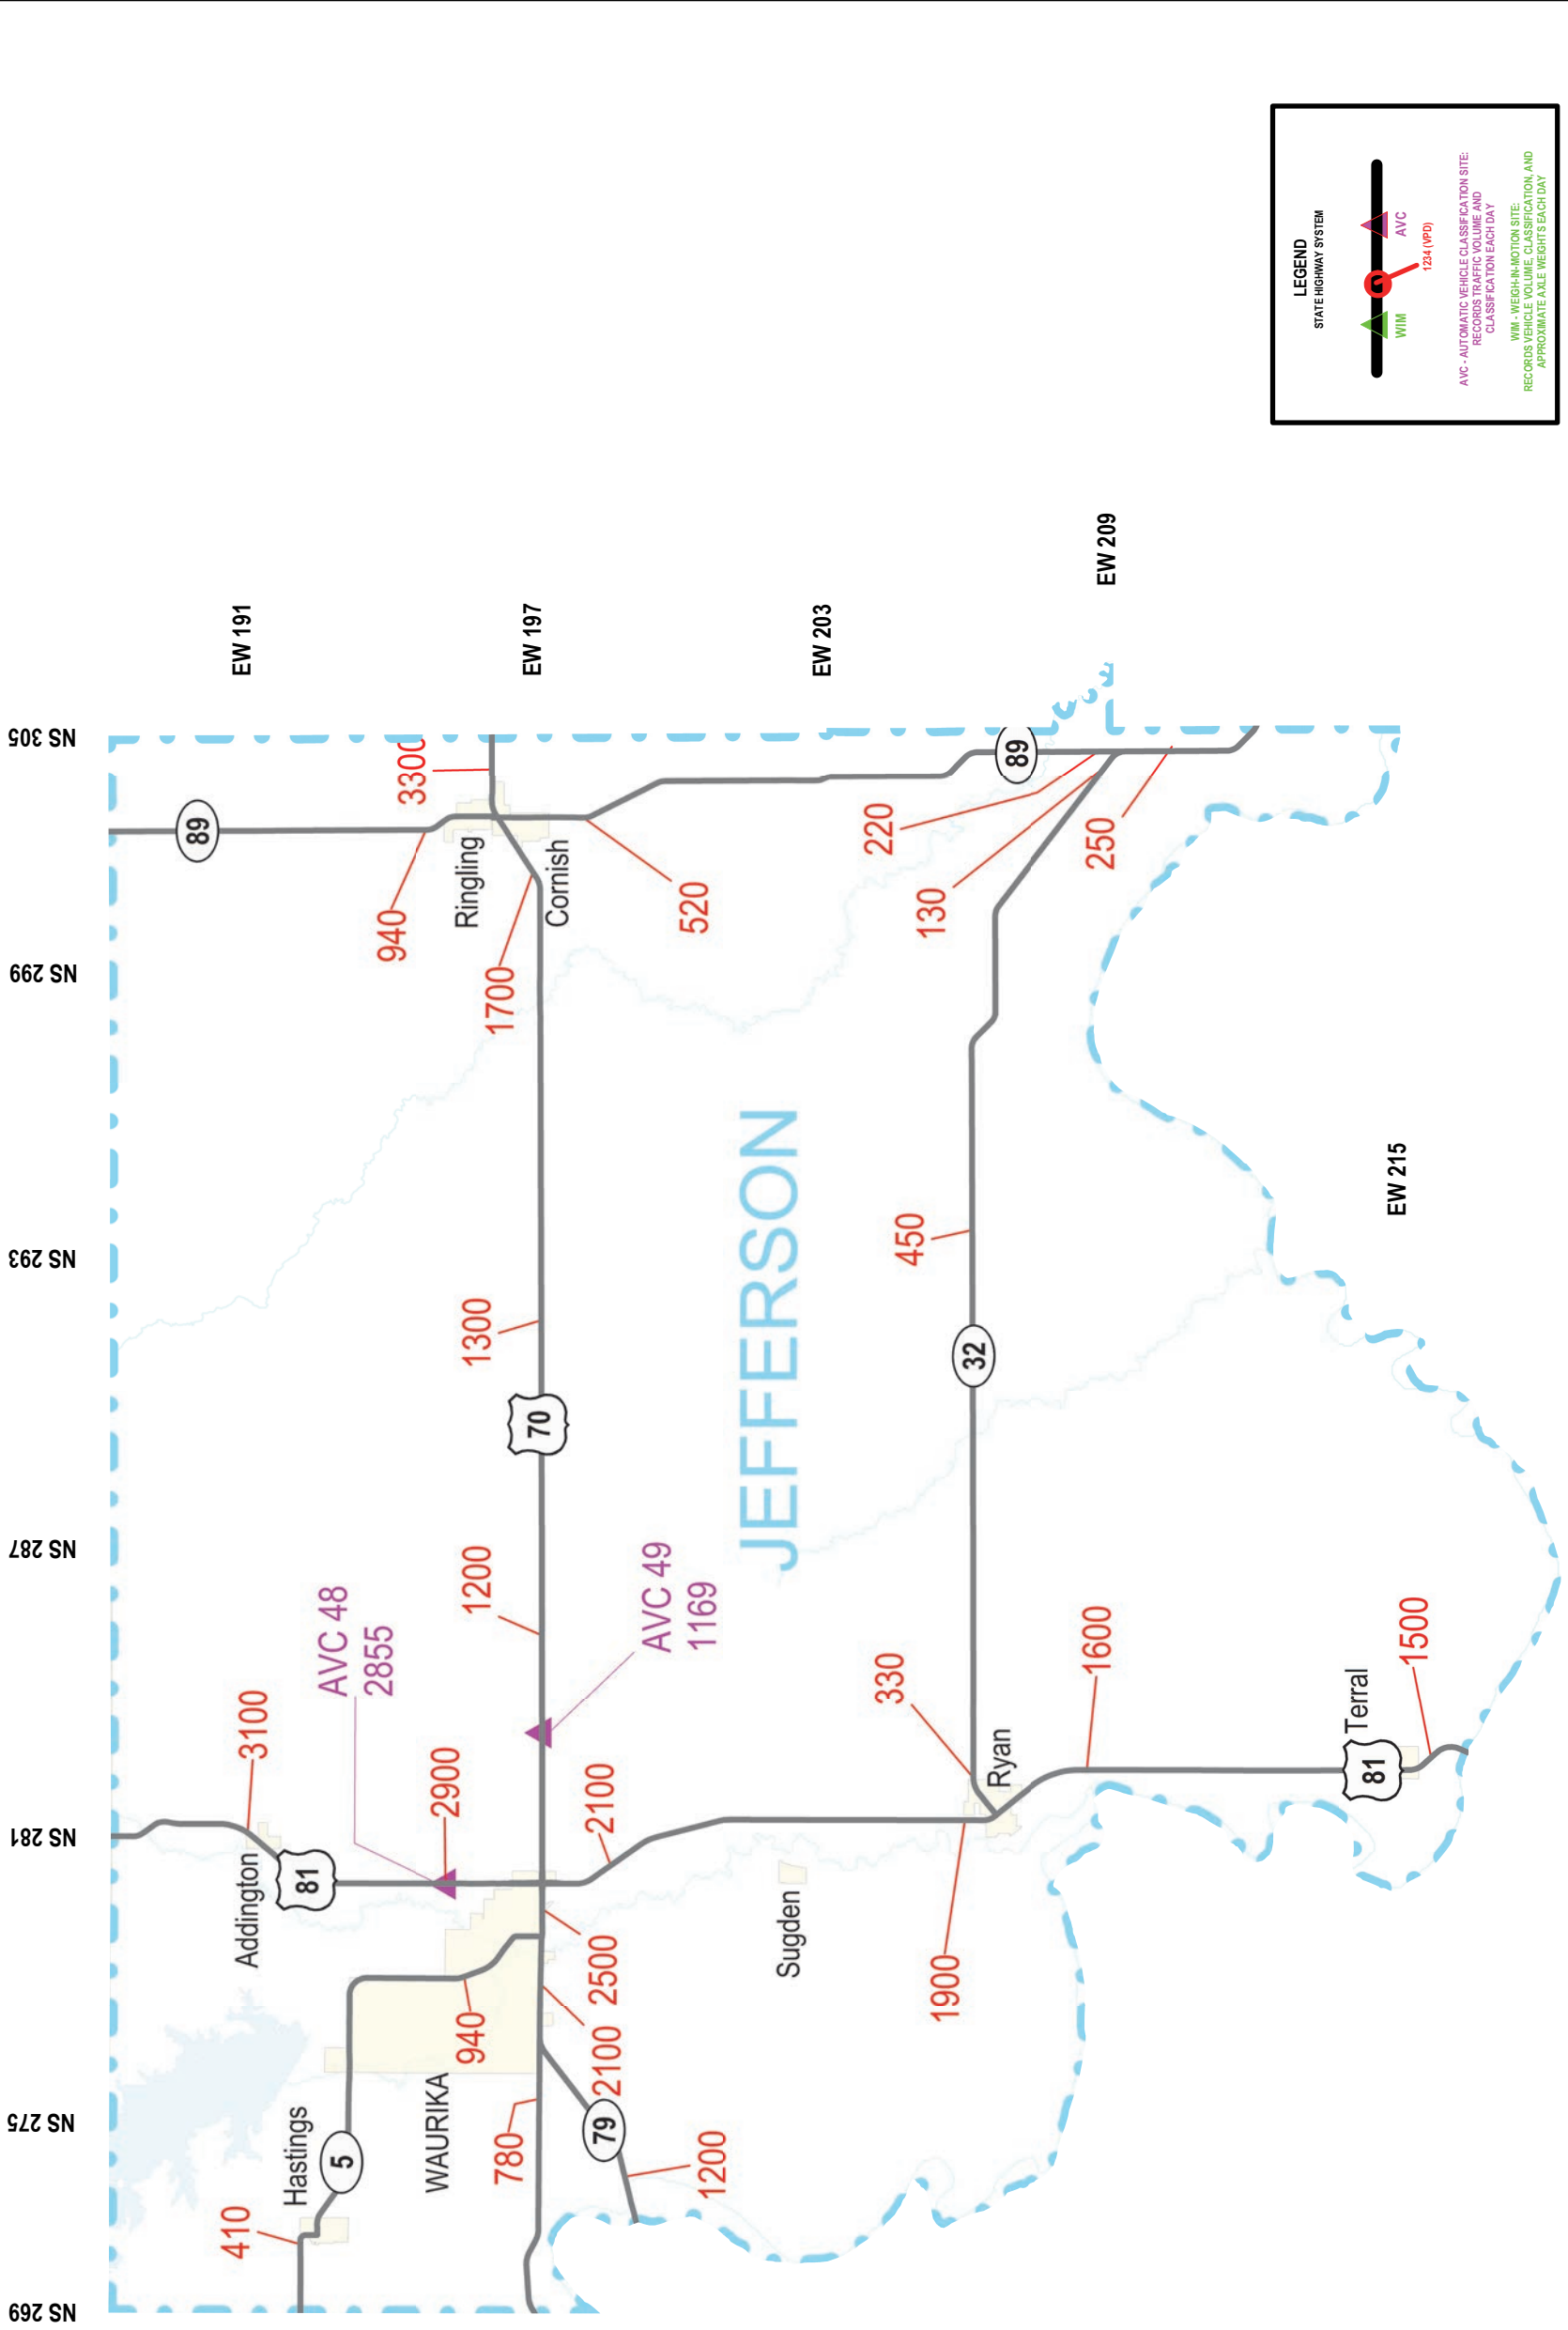 NS 269
NS 275
NS 281
NS 287
NS 293
NS 299
NS 305
89
EW 191
410
Addington
3100
Hastings
81
AVC 48
2855
5
940
3300
WAURIKA
2900
940
Ringling
1200
1300
1700
780
70
Cornish
EW 197
79
2100
2500
2100
AVC 49
1169
520
1200
JEFFERSON
Sugden
EW 203
330
450
220
1900
130
32
Ryan
89
1600
250
EW 209
Terral
81
1500
EW 215
LEGEND
STATE HIGHWAY SYSTEM
WIM
AVC
1234 (VPD)
AVC - AUTOMATIC VEHICLE CLASSIFICATION SITE:
RECORDS TRAFFIC VOLUME AND
CLASSIFICATION EACH DAY
WIM - WEIGH-IN-MOTION SITE:
RECORDS VEHICLE VOLUME, CLASSIFICATION, AND
APPROXIMATE AXLE WEIGHTS EACH DAY